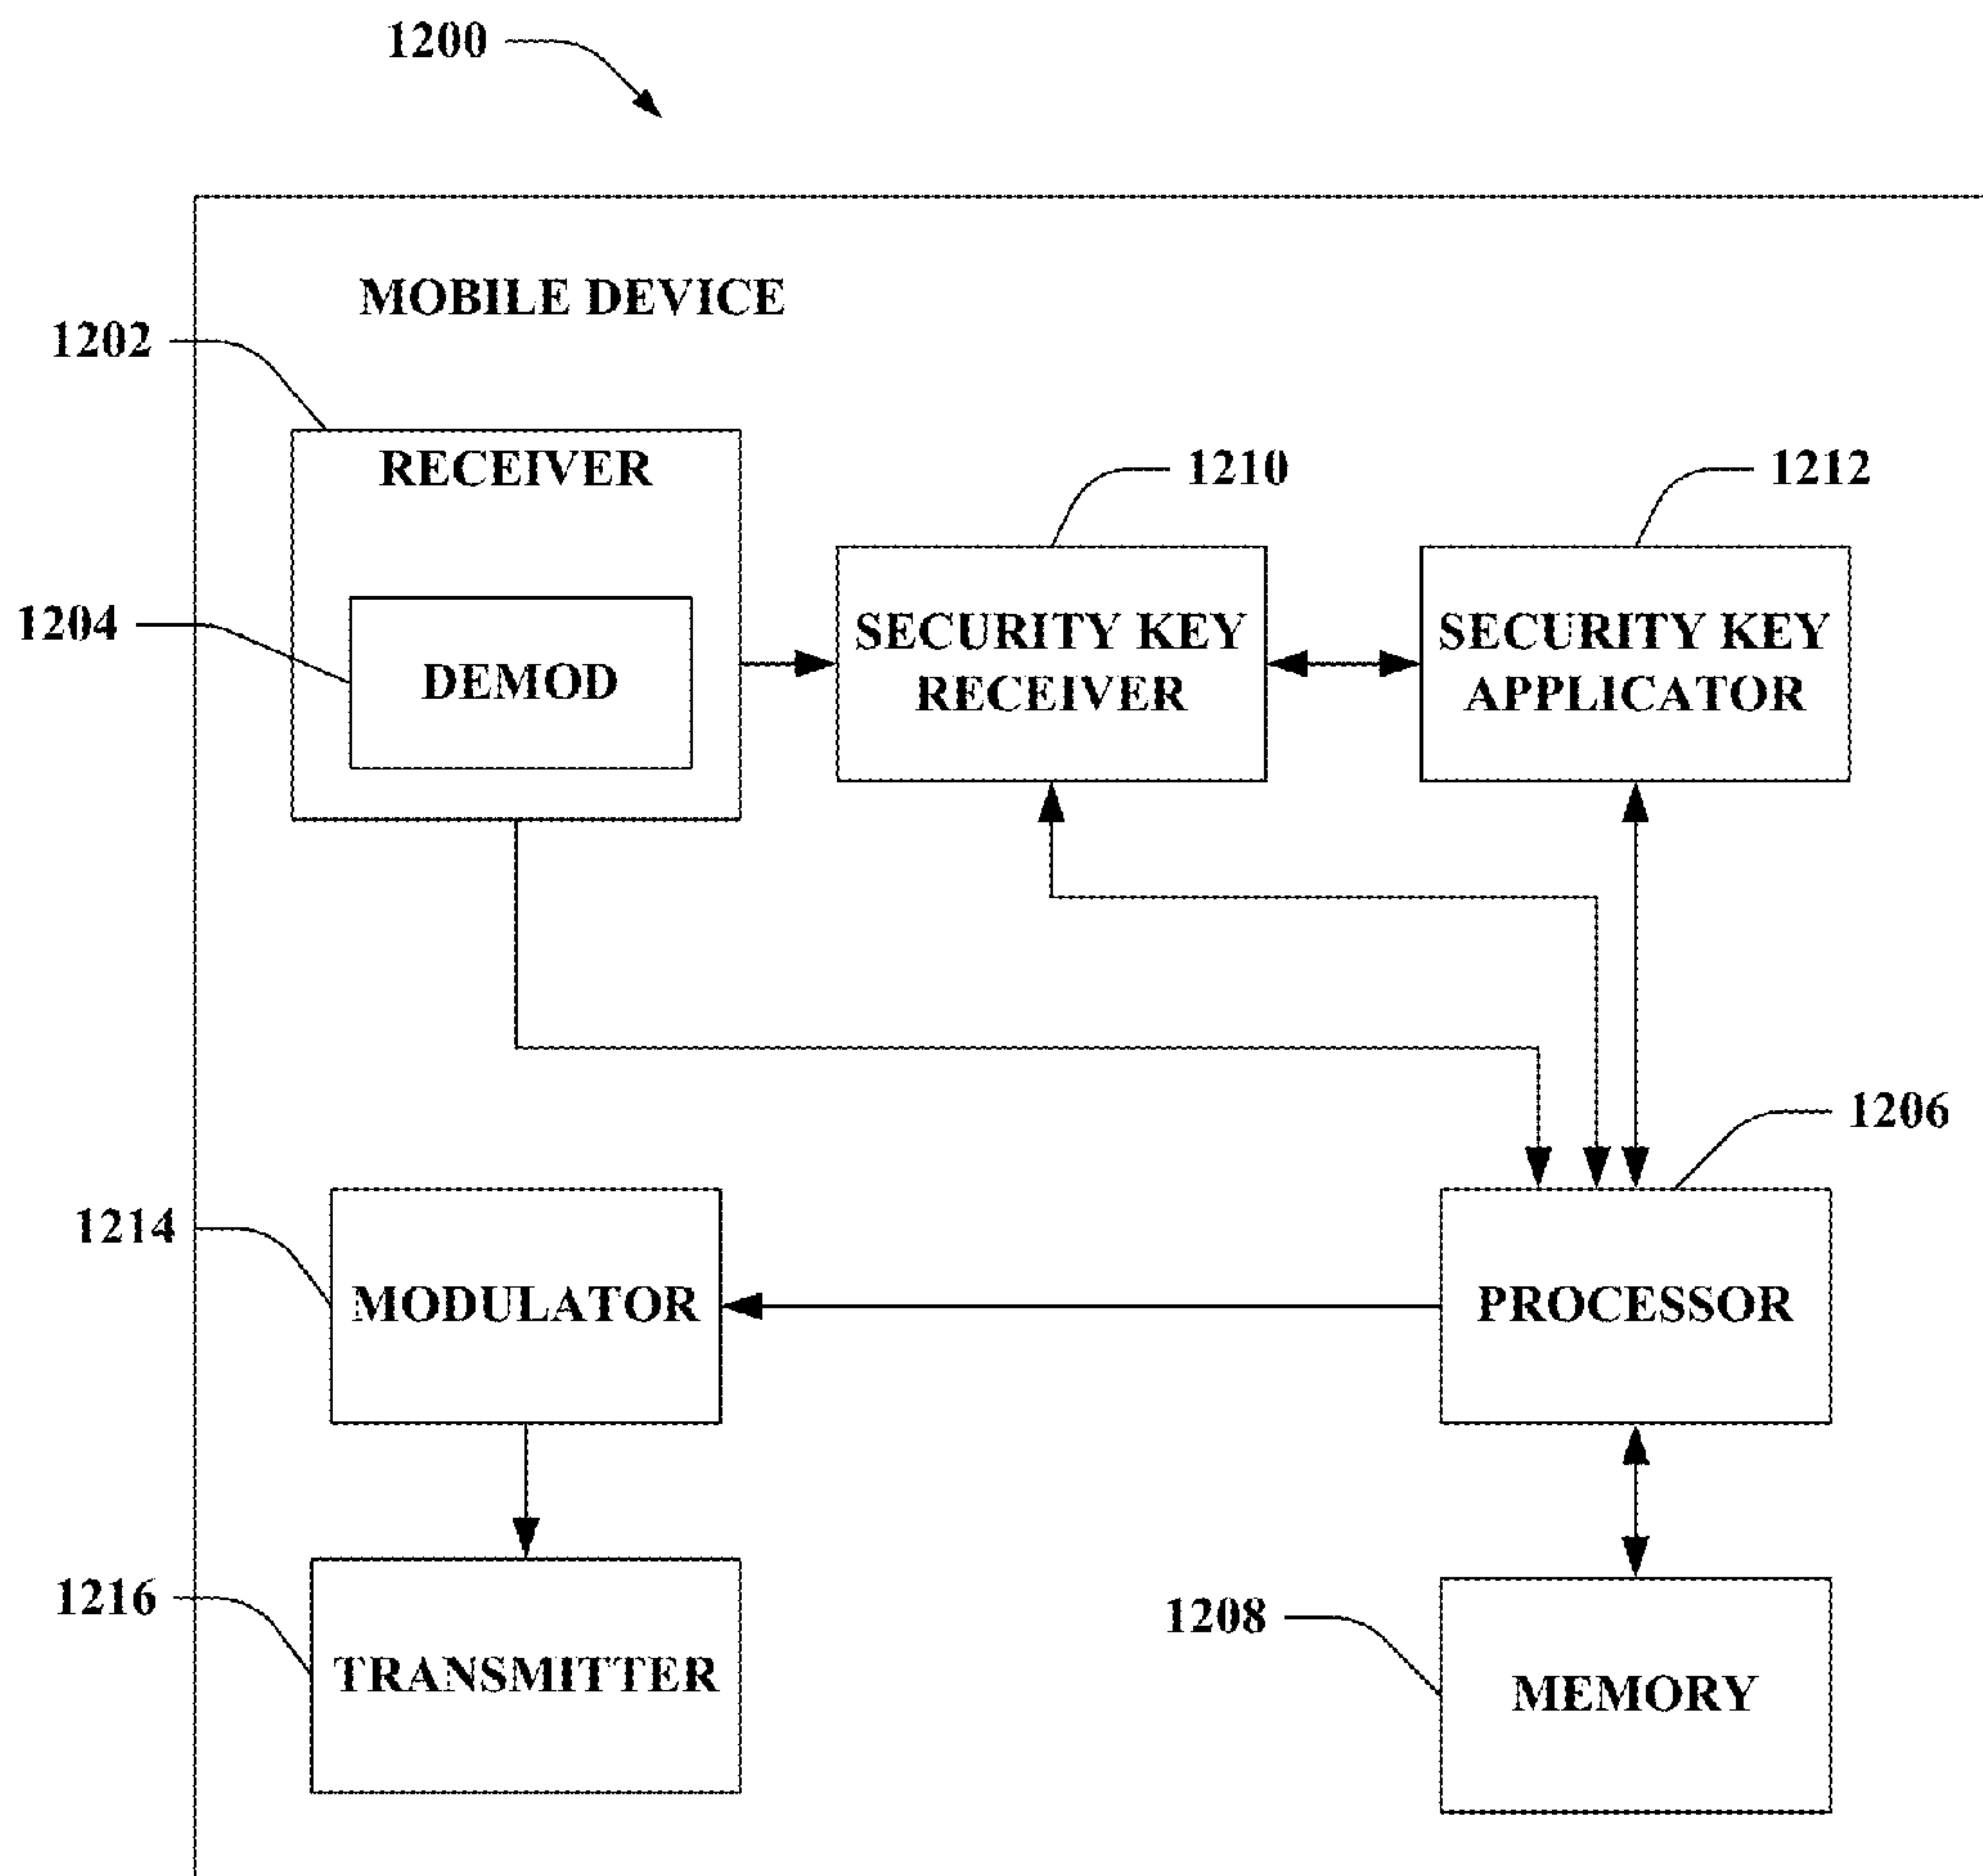 1200
MOBILE DEVICE
1202
RECEIVER
1210
1212
1204
DEMOD
SECURITY KEY
RECEIVER
SECURITY KEY
APPLICATOR
1206
1214
MODULATOR
PROCESSOR
1216
TRANSMITTER
1208
MEMORY